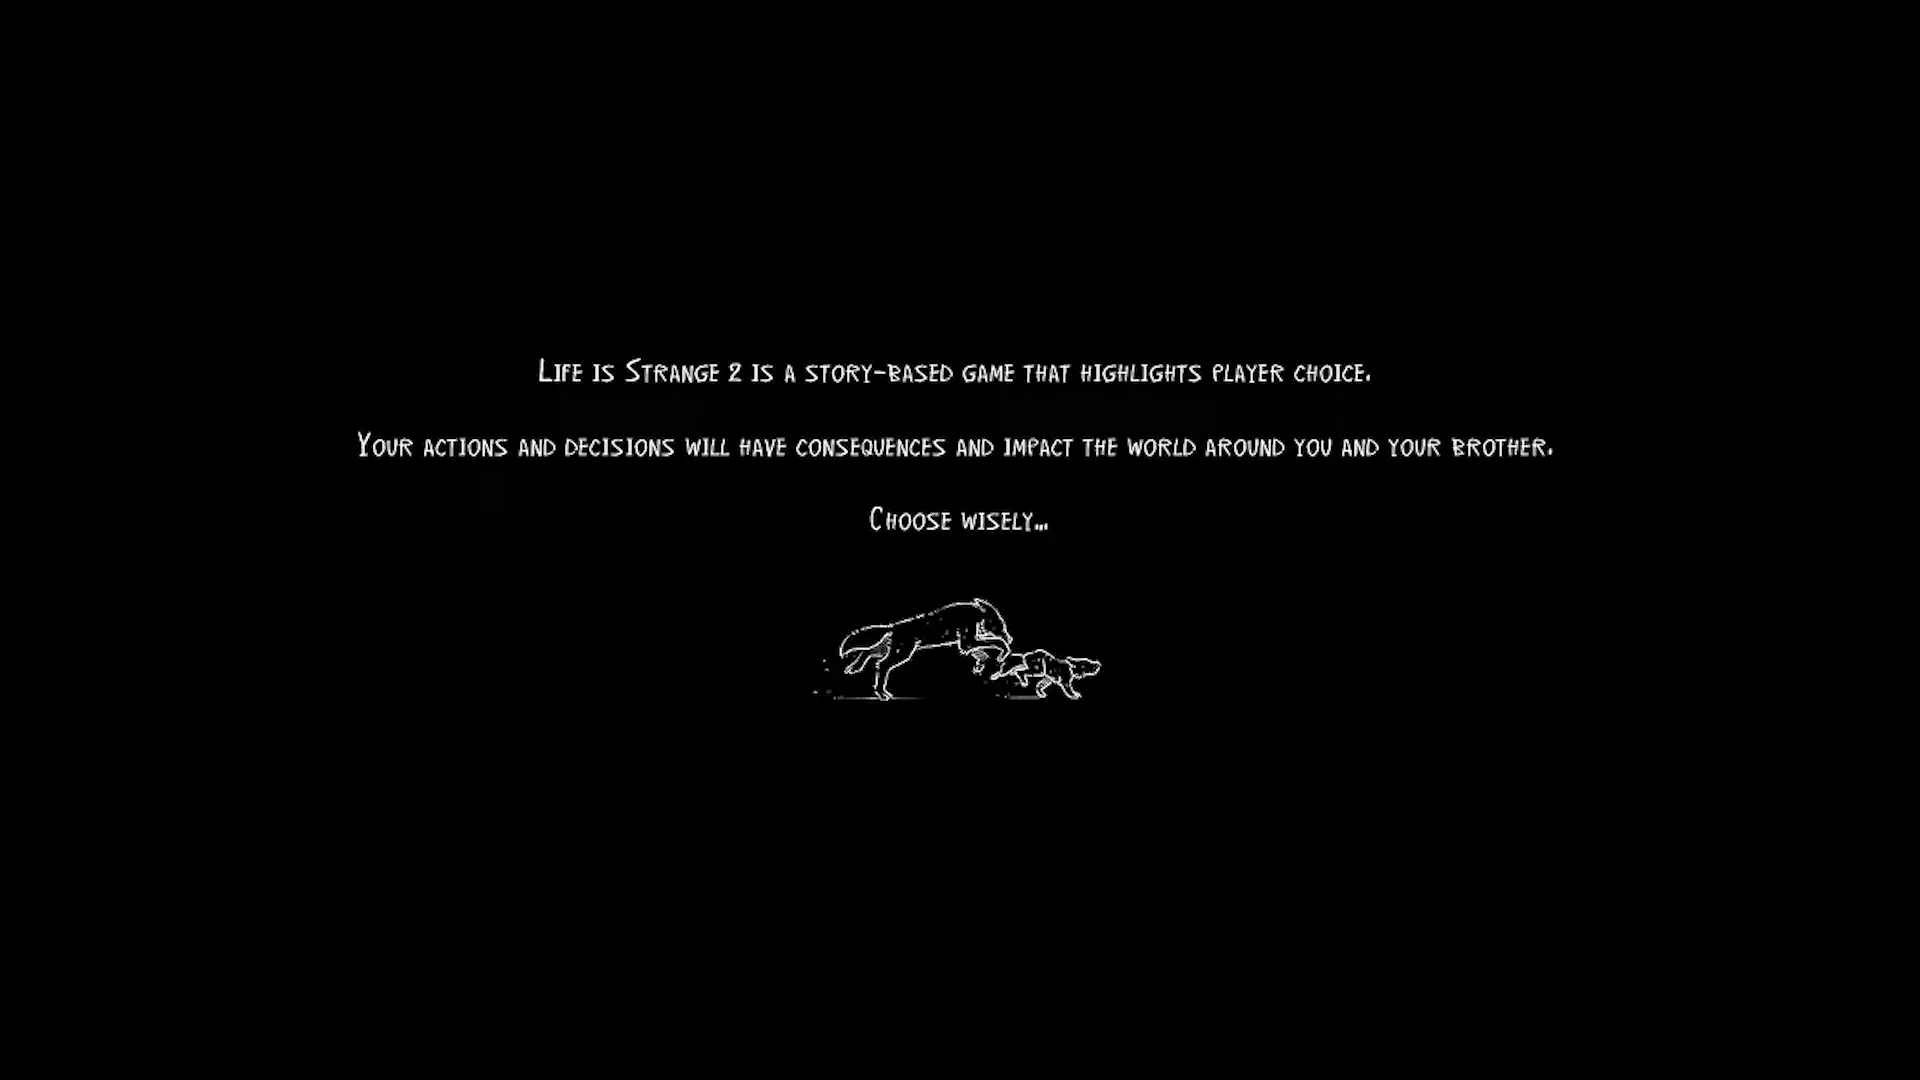 Life is Strange 2 is a story-based game that highlights player choice.
Your actions and decisions will have consequences and impact the world around you and your brother.
Choose wisely...